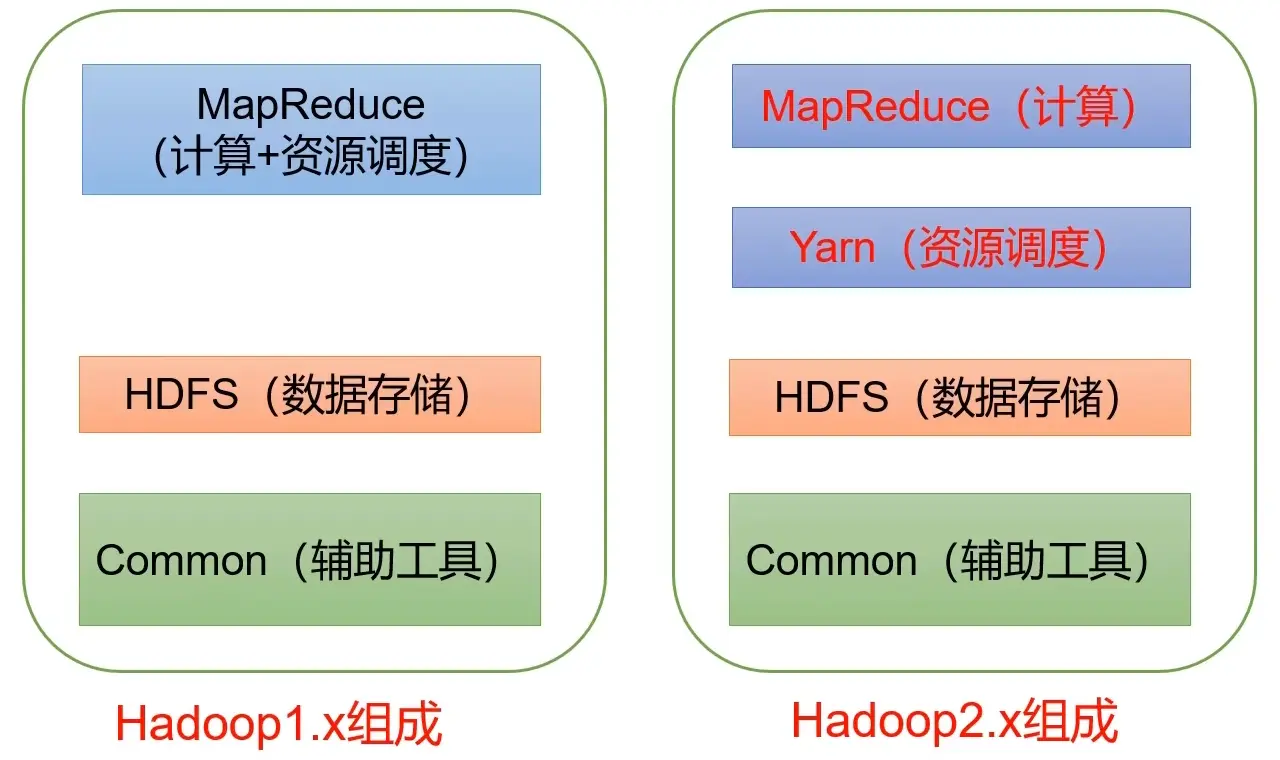 MapReduce
（计算+资源调度）
HDFS（数据存储）
Common（辅助工具）
Hadoop1.x组成
MapReduce（计算）
Yarn（资源调度）
HDFS（数据存储）
Common（辅助工具）
Hadoop2.x组成